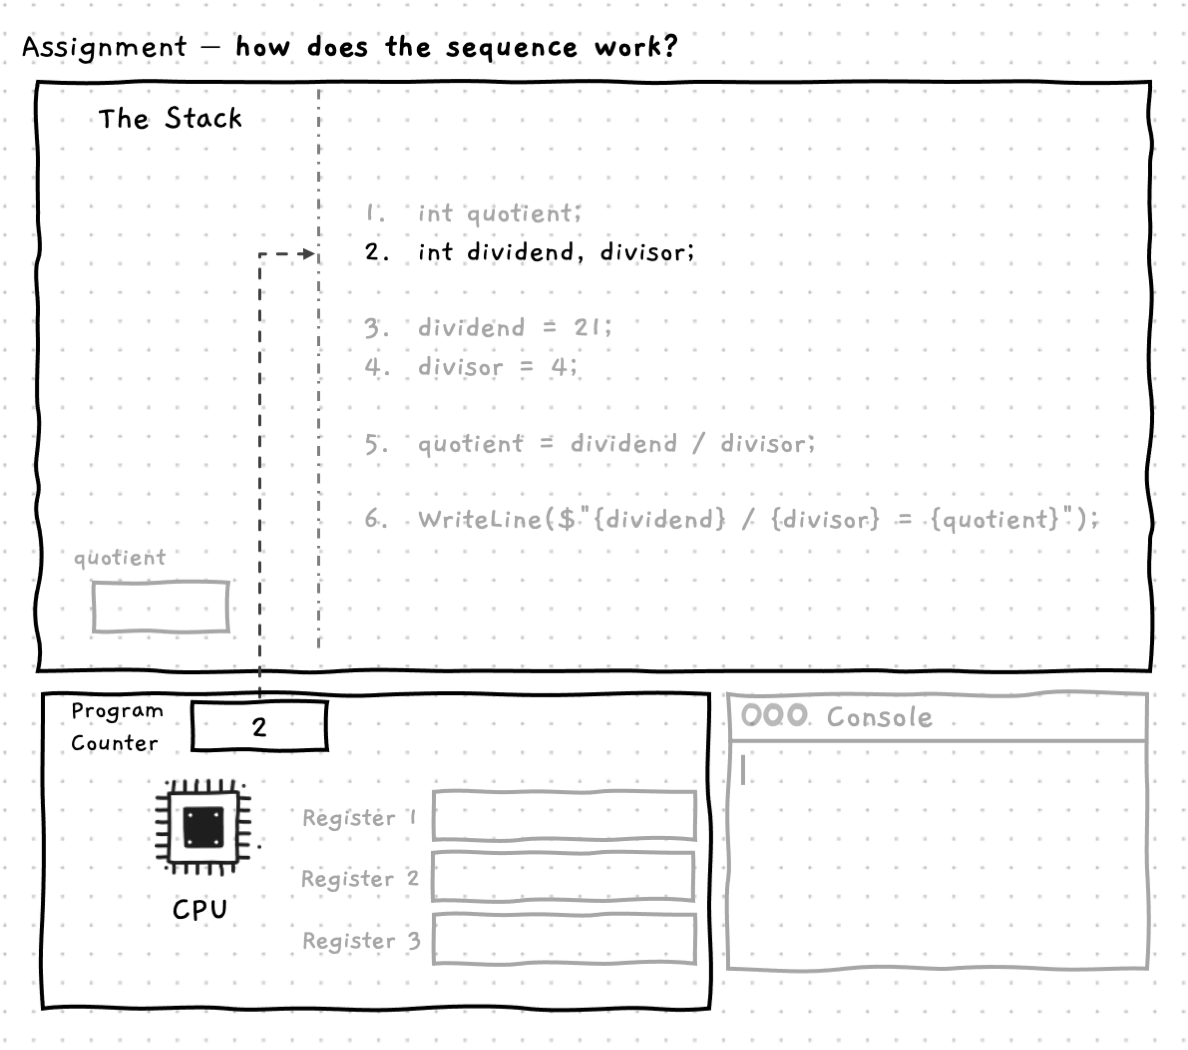 Assignment — how does the sequence work?
The Stack
1. int quotient;
2. int dividend, divisor;
3. dividend = 21;
4. divisor = 4;
5. quotient = dividend / divisor;
6. WriteLine($"{dividend} / {divisor} = {quotient}");
quotient
Program
Counter
2
CPU
Register 1
Register 2
Register 3
Console